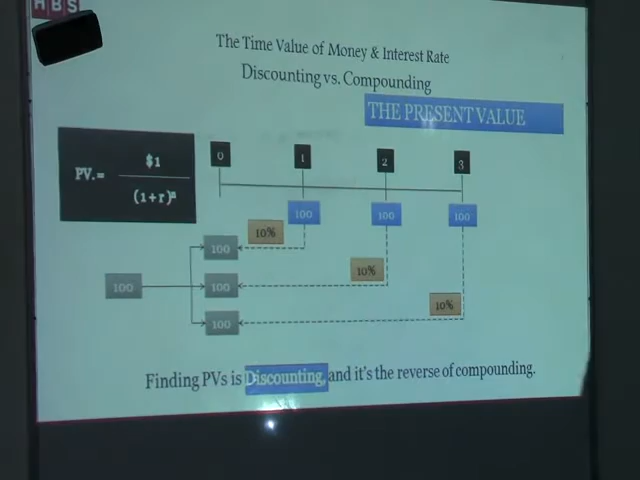 HBS
The Time Value of Money & Interest Rate
Discounting vs. Compounding
THE PRESENT VALUE
PV.=
$1
(1+r)ⁿ
0
1
2
3
100
100
100
10%
100
10%
100
100
10%
100
Finding PVs is Discounting, and it's the reverse of compounding.